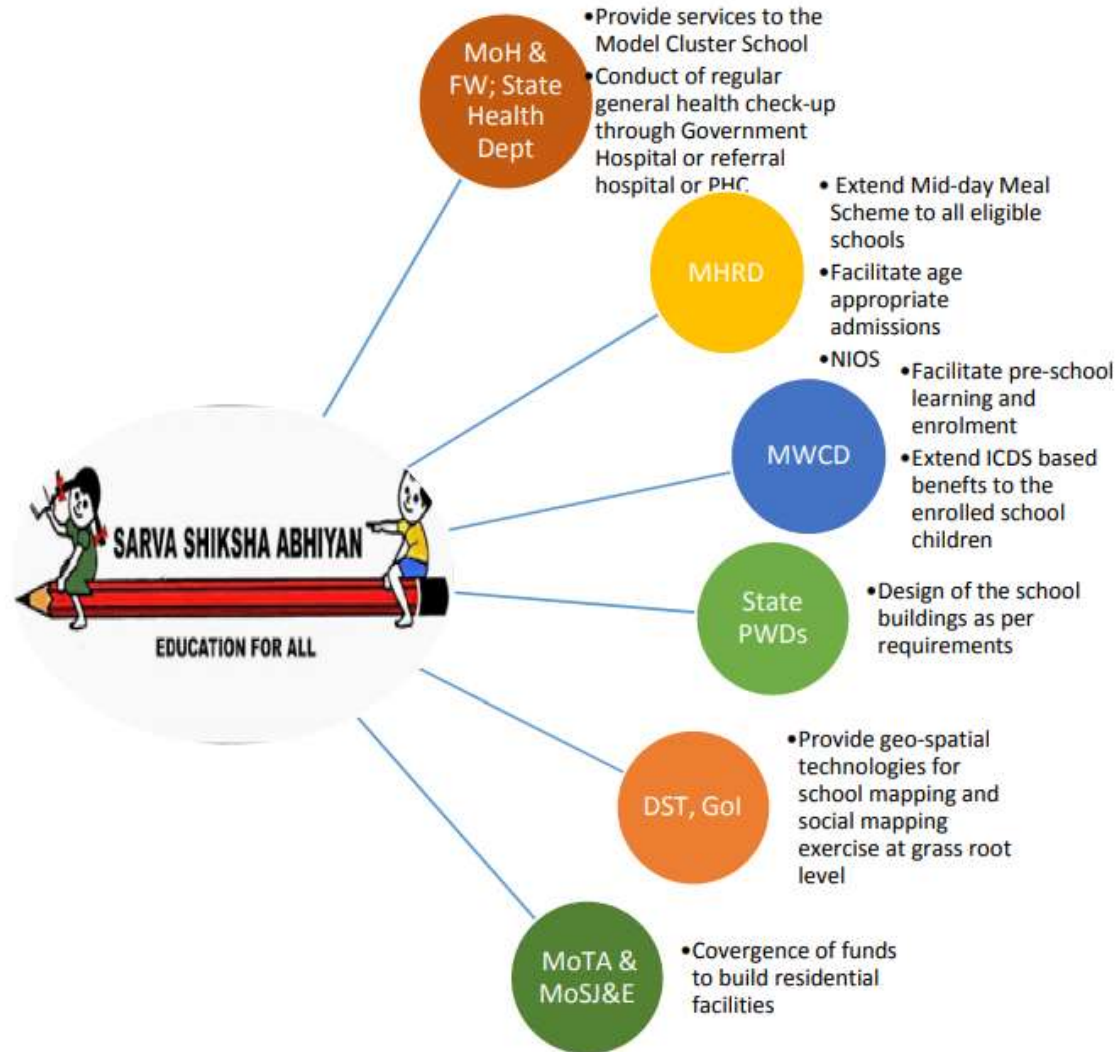 MoH &
FW; State
Health
Dept
•Provide services to the
Model Cluster School
•Conduct of regular
general health check-up
through Government
Hospital or referral
hospital or PHC
MHRD
• Extend Mid-day Meal
Scheme to all eligible
schools
•Facilitate age
appropriate
admissions
•NIOS
MWCD
•Facilitate pre-school
learning and
enrolment
•Extend ICDS based
benefts to the
enrolled school
children
SARVA SHIKSHA ABHIYAN
EDUCATION FOR ALL
State
PWDs
•Design of the school
buildings as per
requirements
DST, GoI
•Provide geo-spatial
technologies for
school mapping and
social mapping
exercise at grass root
level
MoTA &
MoSJ&E
•Covergence of funds
to build residential
facilities